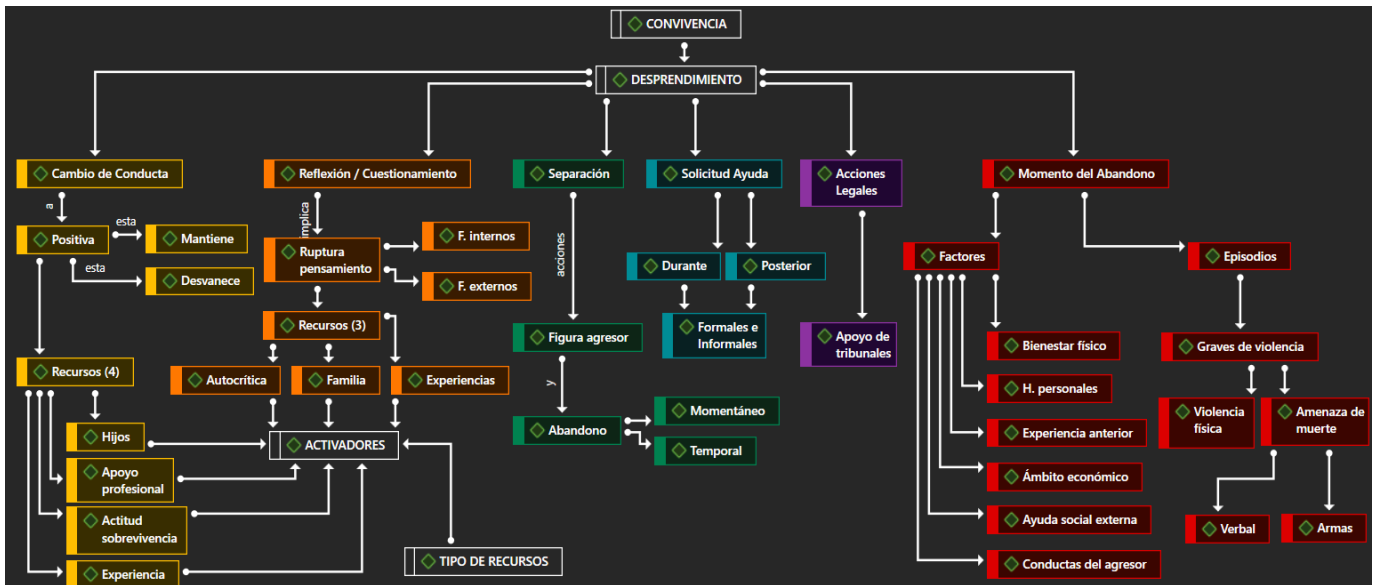 CONVIVENCIA
DESPRENDIMIENTO
Cambio de Conducta
Reflexión / Cuestionamiento
Separación
Solicitud Ayuda
Acciones
Legales
Momento del Abandono
a
esta
Positiva
Mantiene
esta
Desvanece
implica
Ruptura
pensamiento
F. internos
F. externos
acciones
Durante
Posterior
Factores
Episodios
Recursos (3)
Figura agresor
Formales e
Informales
Apoyo de
tribunales
Bienestar físico
Graves de violencia
Recursos (4)
Autocrítica
Familia
Experiencias
y
H. personales
Violencia
física
Amenaza de
muerte
Hijos
ACTIVADORES
Abandono
Momentáneo
Temporal
Experiencia anterior
Apoyo
profesional
Ámbito económico
Actitud
sobrevivencia
Ayuda social externa
Verbal
Armas
Experiencia
TIPO DE RECURSOS
Conductas del agresor